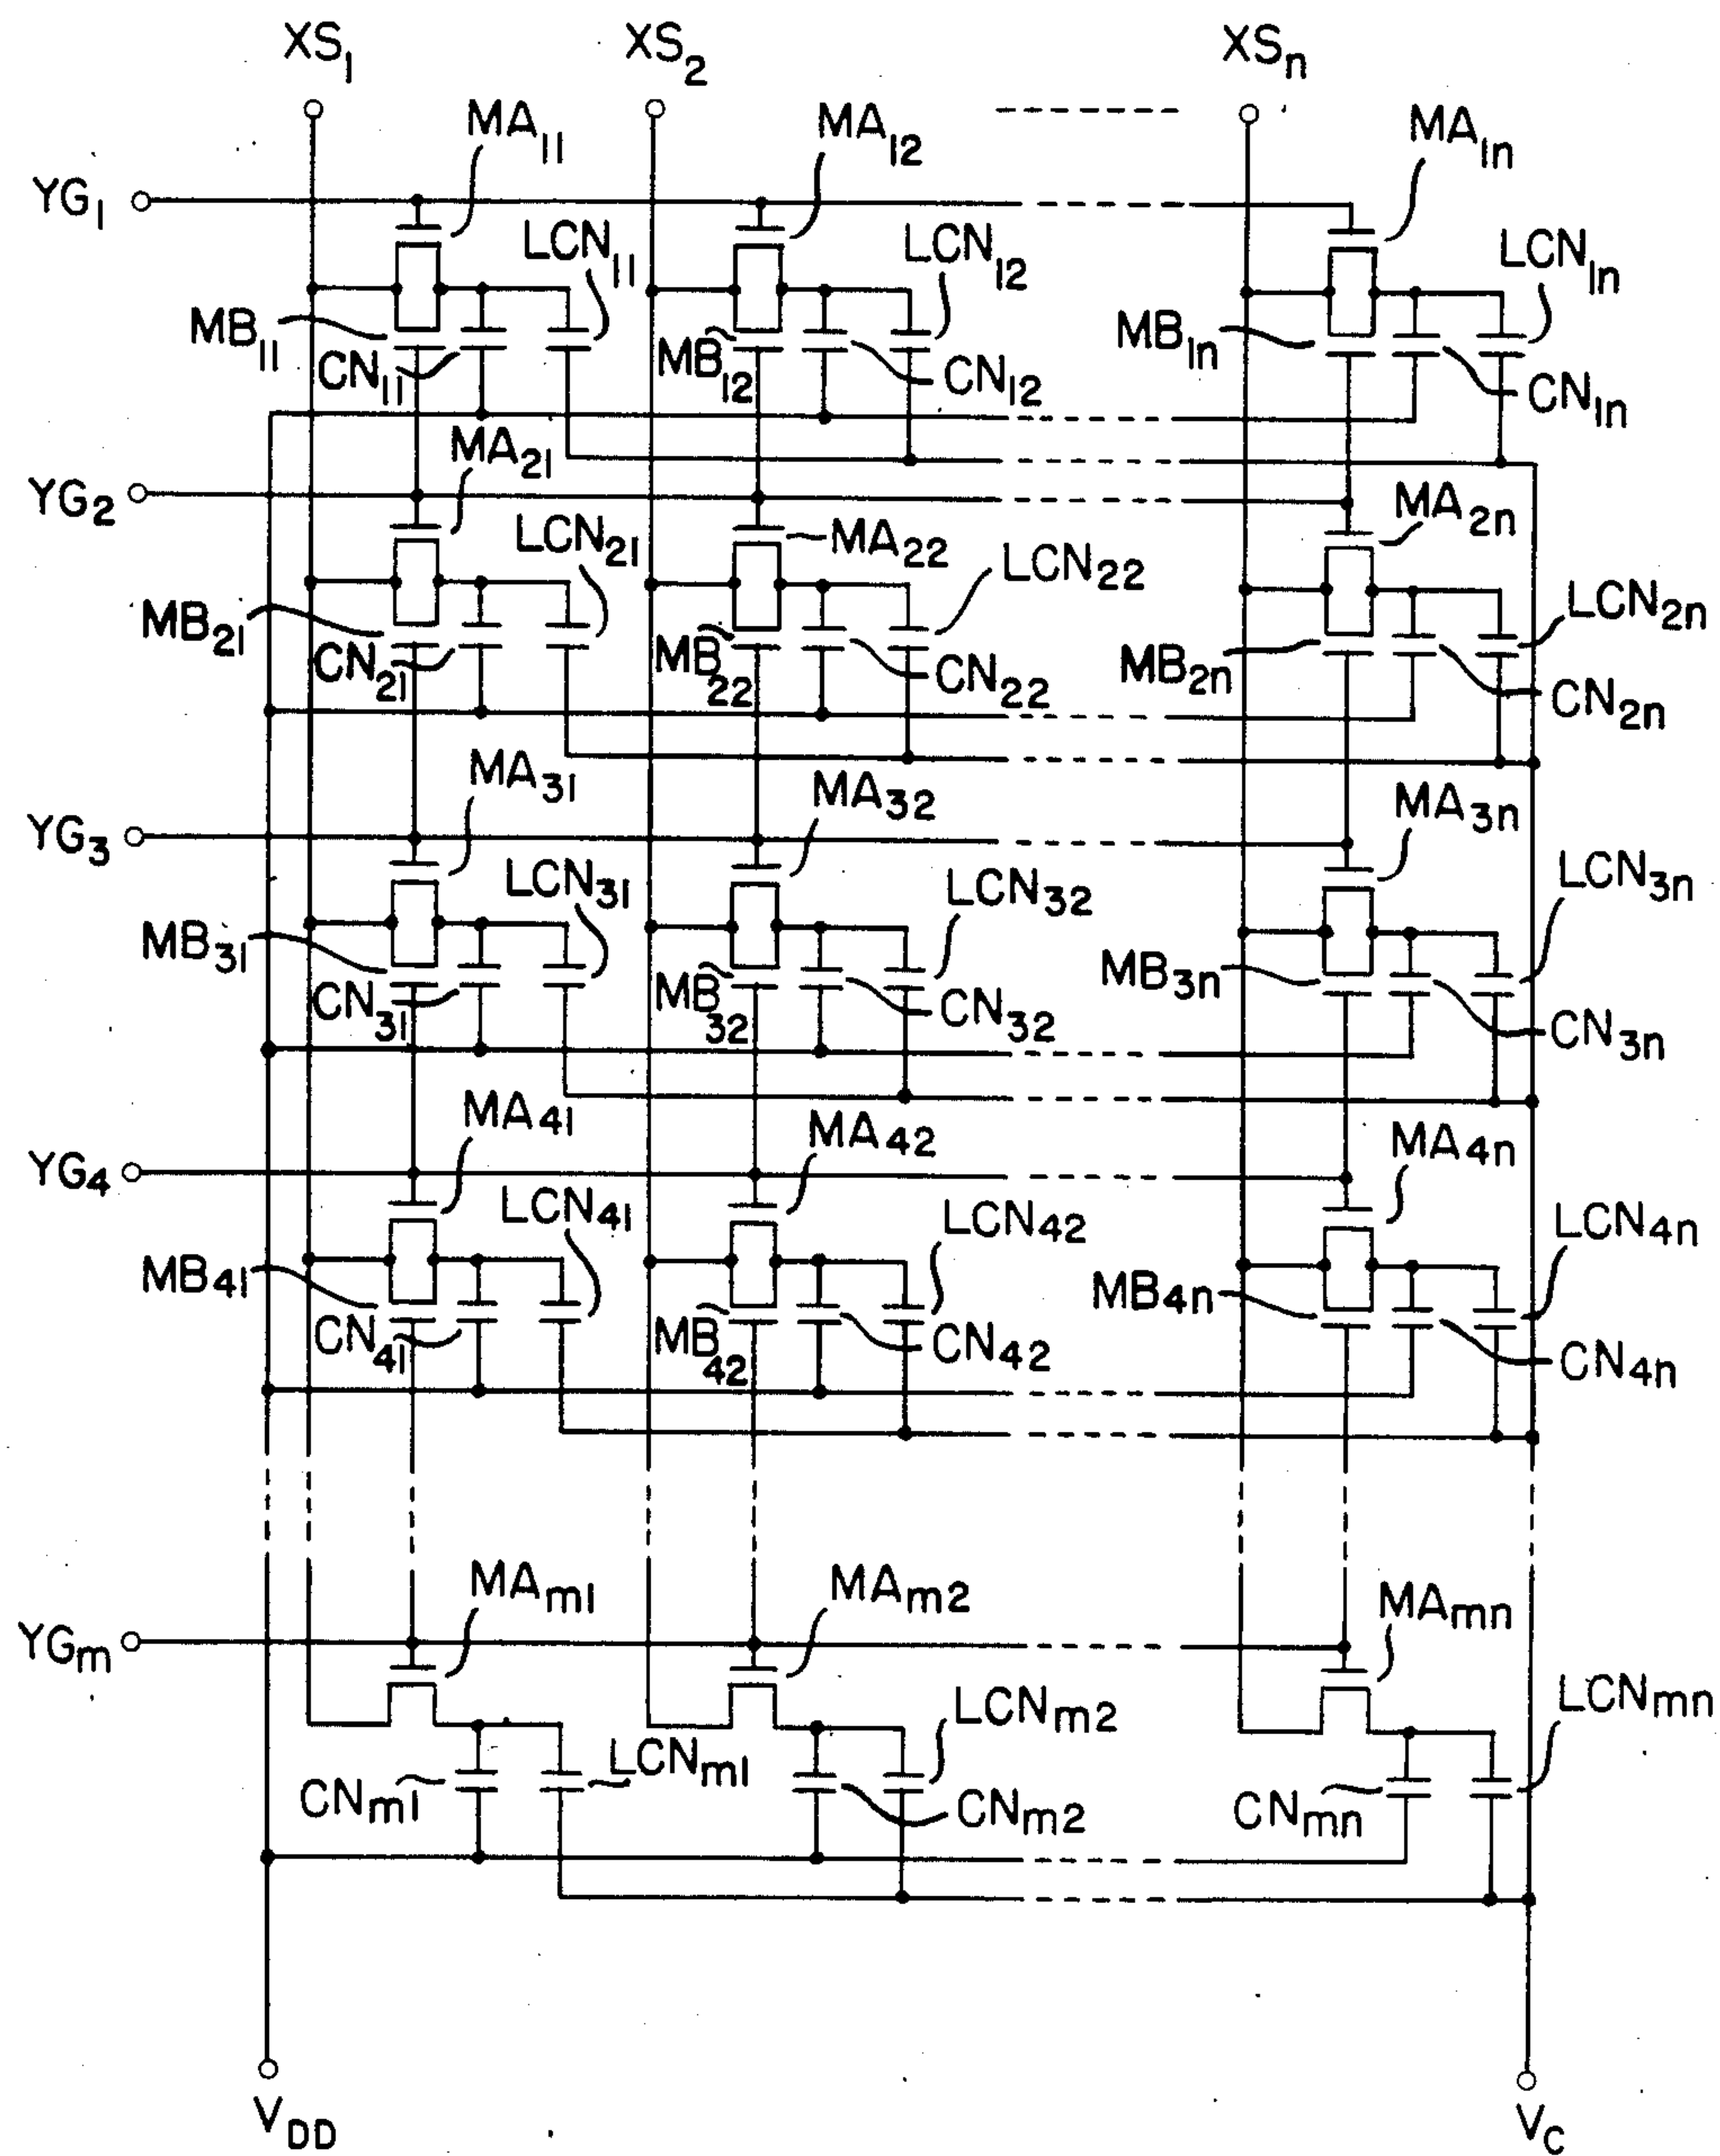 XS₁ XS₂ XSₙ
MA₁₁ MA₁₂ MA₁ₙ
YG₁
LCN₁₁ LCN₁₂ LCN₁ₙ
MB₁₁ CN₁₁ MB₁₂ CN₁₂ MB₁ₙ CN₁ₙ
MA₂₁
YG₂
MA₂₂ MA₂ₙ
LCN₂₁ LCN₂₂ LCN₂ₙ
MB₂₁ CN₂₁ MB₂₂ CN₂₂ MB₂ₙ CN₂ₙ
MA₃₁ MA₃₂ MA₃ₙ
YG₃
LCN₃₁ LCN₃₂ LCN₃ₙ
MB₃₁ CN₃₁ MB₃₂ CN₃₂ MB₃ₙ CN₃ₙ
MA₄₁ MA₄₂ MA₄ₙ
YG₄
LCN₄₁ LCN₄₂ LCN₄ₙ
MB₄₁ CN₄₁ MB₄₂ CN₄₂ MB₄ₙ CN₄ₙ
MAₘ₁ MAₘ₂ MAₘₙ
YGₘ
LCNₘ₁ LCNₘ₂ LCNₘₙ
CNₘ₁ CNₘ₂ CNₘₙ
V_DD V_C